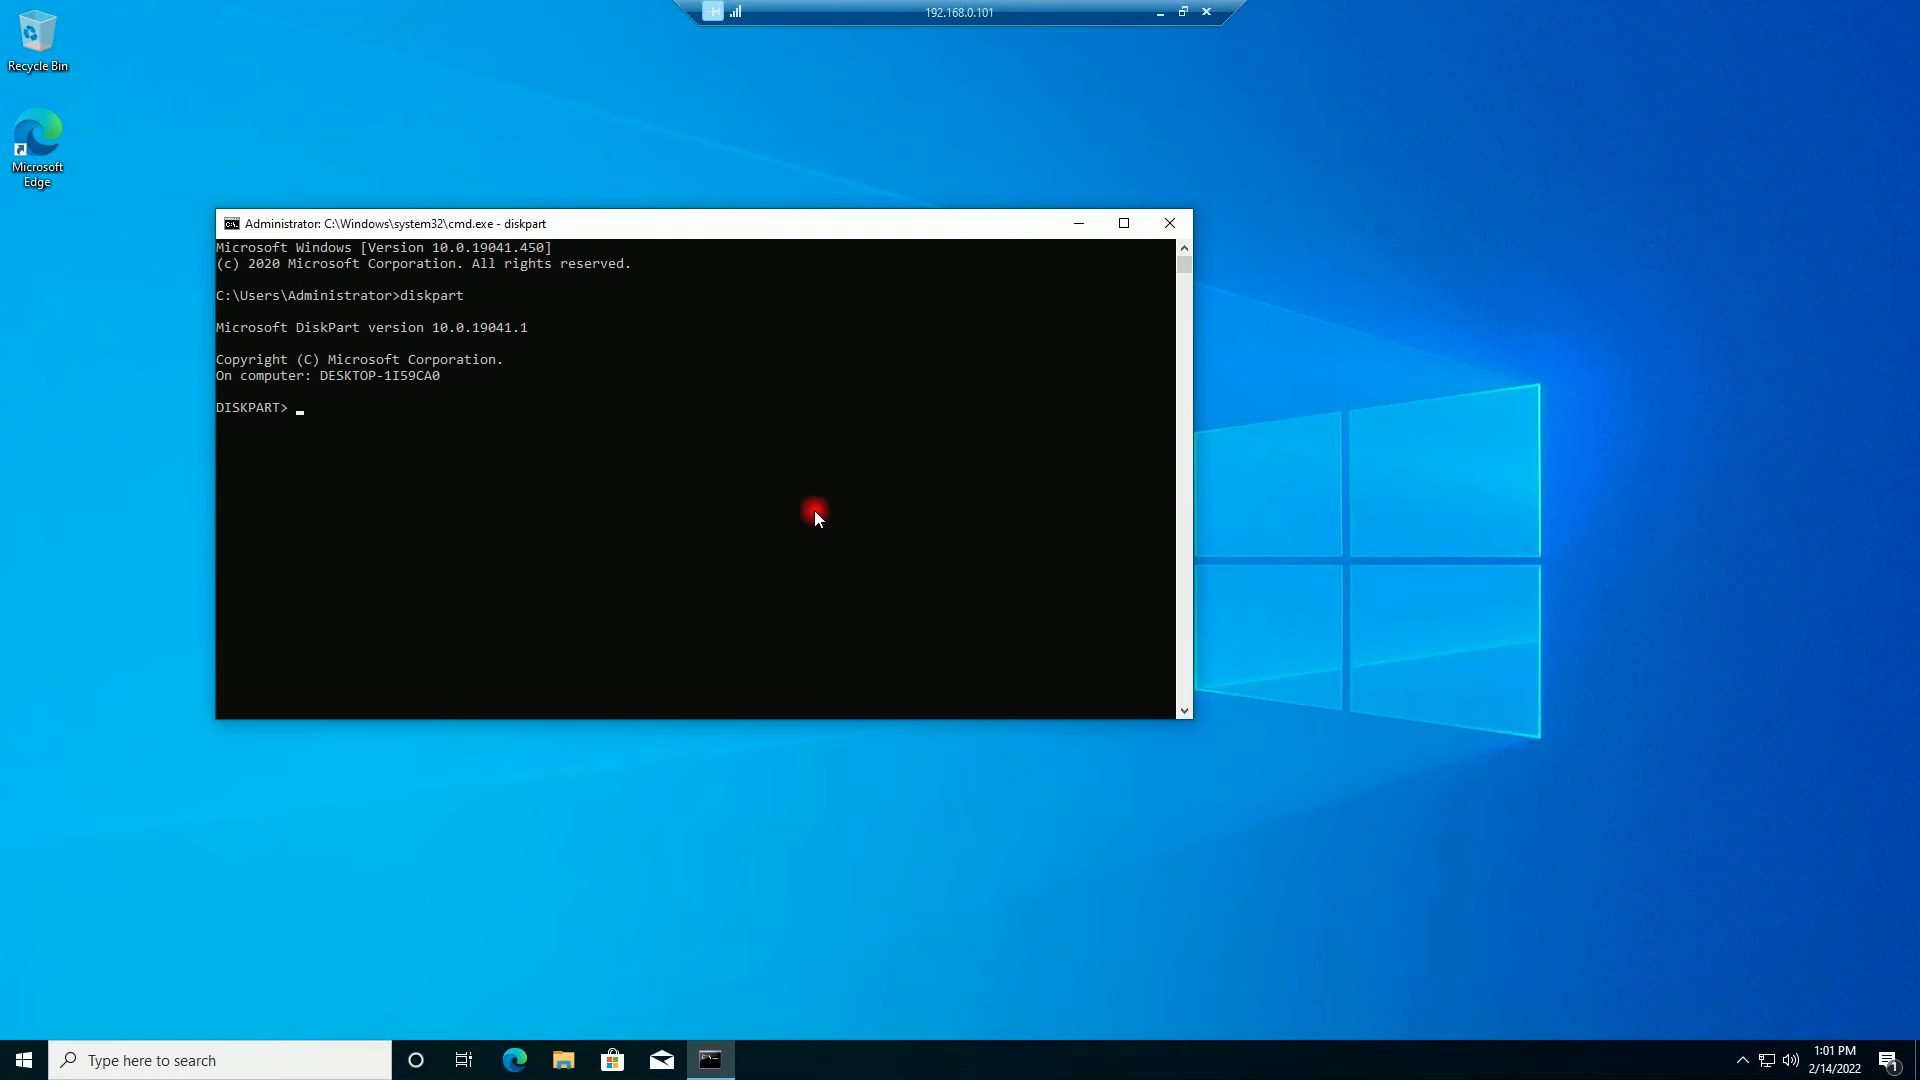 192.168.0.101
Recycle Bin
Microsoft
Edge
Administrator: C:\Windows\system32\cmd.exe - diskpart
Microsoft Windows [Version 10.0.19041.450]
(c) 2020 Microsoft Corporation. All rights reserved.
C:\Users\Administrator>diskpart
Microsoft DiskPart version 10.0.19041.1
Copyright (C) Microsoft Corporation.
On computer: DESKTOP-1I59CA0
DISKPART>
Type here to search
1:01 PM
2/14/2022
1